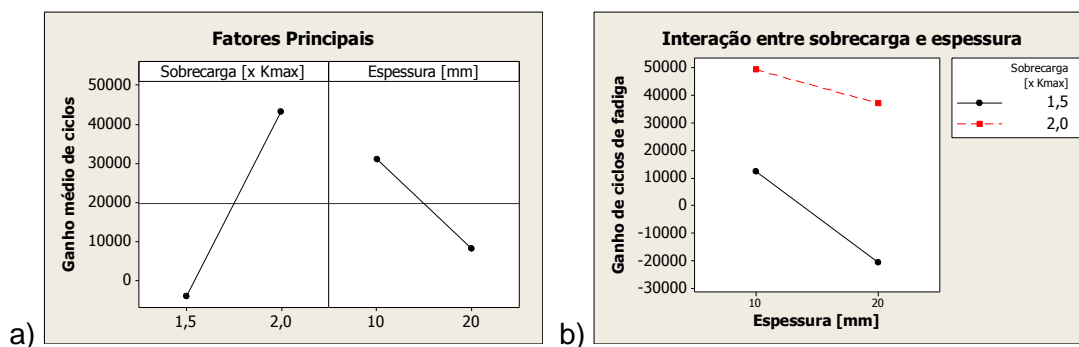 Fatores Principais
Sobrecarga [x Kmax] Espessura [mm]
Ganho médio de ciclos
50000
40000
30000
20000
10000
0
1,5 2,0 10 20
a)
Interação entre sobrecarga e espessura
Ganho de ciclos de fadiga
50000
40000
30000
20000
10000
0
-10000
-20000
-30000
10 20
Espessura [mm]
Sobrecarga
[x Kmax]
1,5
2,0
b)